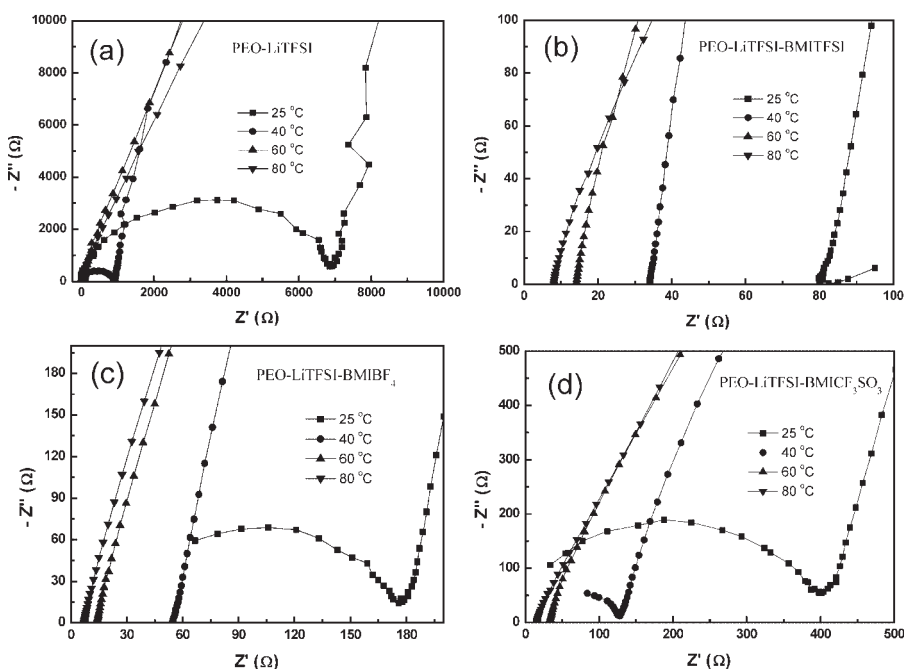 (a)
PEO-LiTFSI
25 °C
40 °C
60 °C
80 °C
10000
8000
6000
4000
2000
0
- Z'' (Ω)
0 2000 4000 6000 8000 10000
Z' (Ω)
(b)
PEO-LiTFSI-BMITFSI
25 °C
40 °C
60 °C
80 °C
100
80
60
40
20
0
- Z'' (Ω)
0 20 40 60 80
Z' (Ω)
(c)
PEO-LiTFSI-BMIBF₄
25 °C
40 °C
60 °C
80 °C
180
150
120
90
60
30
0
- Z'' (Ω)
0 30 60 90 120 150 180
Z' (Ω)
(d)
PEO-LiTFSI-BMICF₃SO₃
25 °C
40 °C
60 °C
80 °C
500
400
300
200
100
0
- Z'' (Ω)
0 100 200 300 400 500
Z' (Ω)